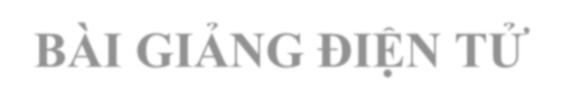 BÀI GIẢNG ĐIỆN TỬ